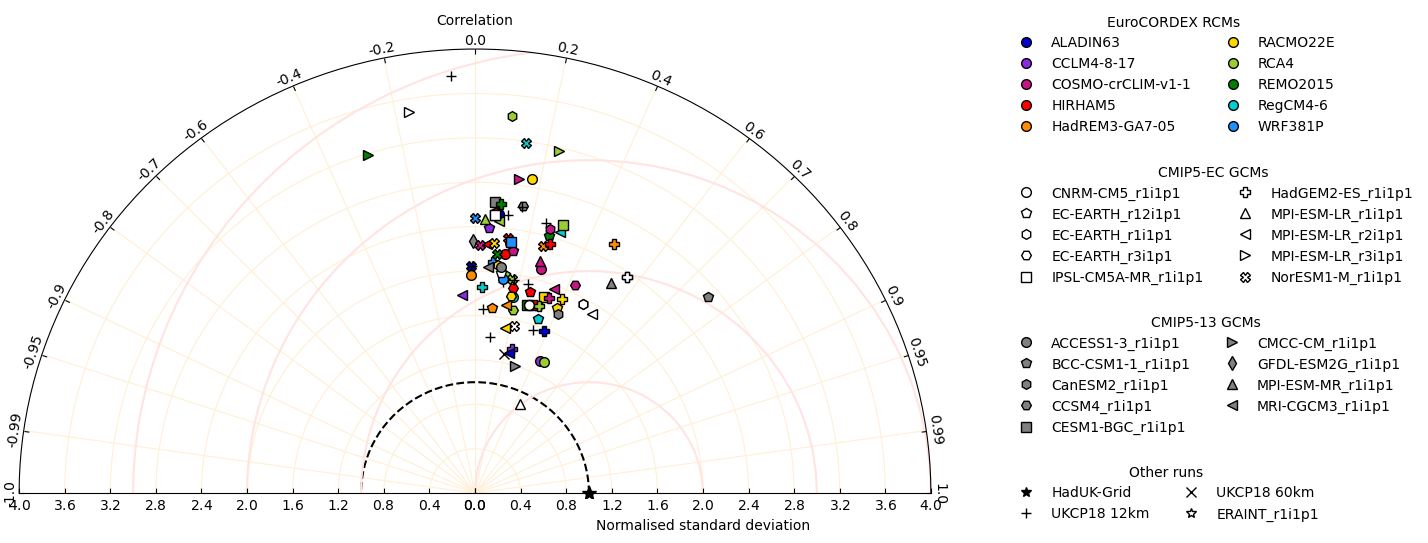 Correlation
0.0
-0.2
0.2
-0.4
0.4
-0.6
0.6
-0.7
0.7
-0.8
0.8
-0.9
0.9
-0.95
0.95
-0.99
0.99
-1.0
1.0
4.0 3.6 3.2 2.8 2.4 2.0 1.6 1.2 0.8 0.4 0.0 0.4 0.8 1.2 1.6 2.0 2.4 2.8 3.2 3.6 4.0
Normalised standard deviation
EuroCORDEX RCMs
ALADIN63
CCLM4-8-17
COSMO-crCLIM-v1-1
HIRHAM5
HadREM3-GA7-05
RACMO22E
RCA4
REMO2015
RegCM4-6
WRF381P
CMIP5-EC GCMs
CNRM-CM5_r1i1p1
EC-EARTH_r12i1p1
EC-EARTH_r1i1p1
EC-EARTH_r3i1p1
IPSL-CM5A-MR_r1i1p1
HadGEM2-ES_r1i1p1
MPI-ESM-LR_r1i1p1
MPI-ESM-LR_r2i1p1
MPI-ESM-LR_r3i1p1
NorESM1-M_r1i1p1
CMIP5-13 GCMs
ACCESS1-3_r1i1p1
BCC-CSM1-1_r1i1p1
CanESM2_r1i1p1
CCSM4_r1i1p1
CESM1-BGC_r1i1p1
CMCC-CM_r1i1p1
GFDL-ESM2G_r1i1p1
MPI-ESM-MR_r1i1p1
MRI-CGCM3_r1i1p1
Other runs
HadUK-Grid
UKCP18 12km
UKCP18 60km
ERAINT_r1i1p1